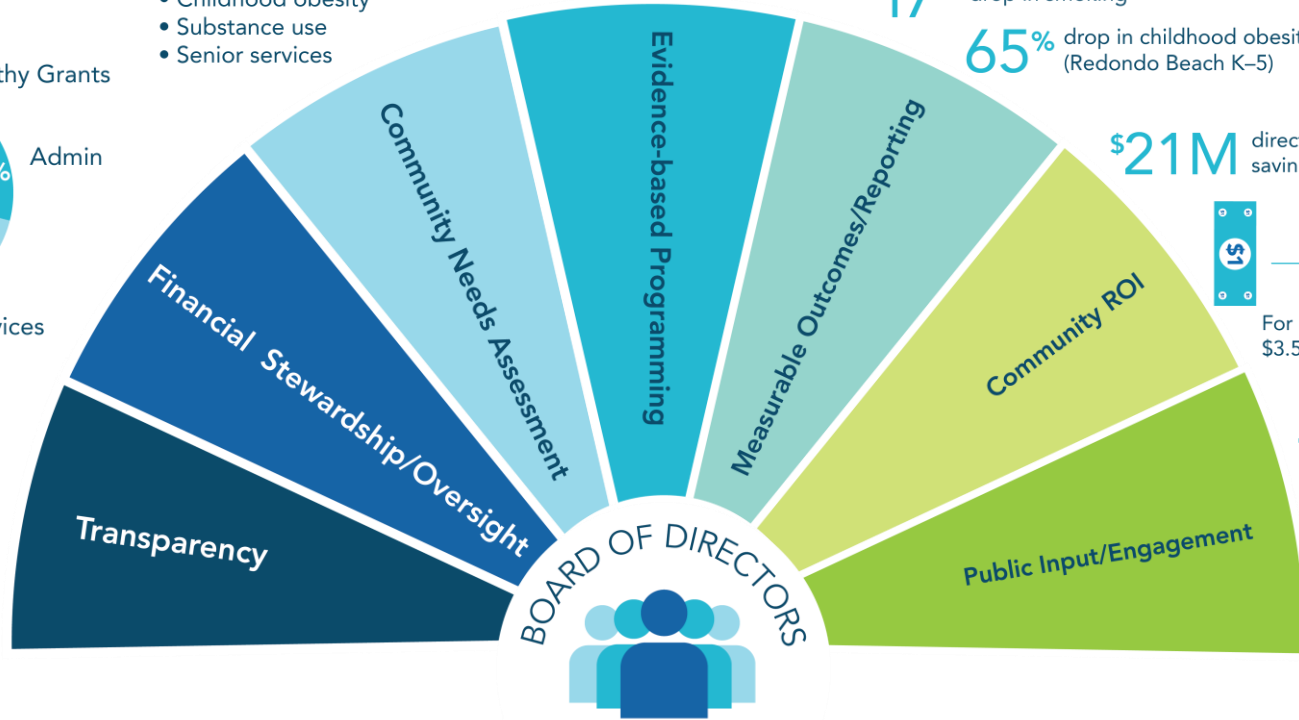 • Childhood obesity
• Substance use
• Senior services
thy Grants
Admin
%
vices
17
drop in smoking
65% drop in childhood obesit
(Redondo Beach K–5)
$21M direc
savin
$1
For
$3.5
Transparency
Financial Stewardship/Oversight
Community Needs Assessment
Evidence-based Programming
Measurable Outcomes/Reporting
Community ROI
Public Input/Engagement
BOARD OF DIRECTORS